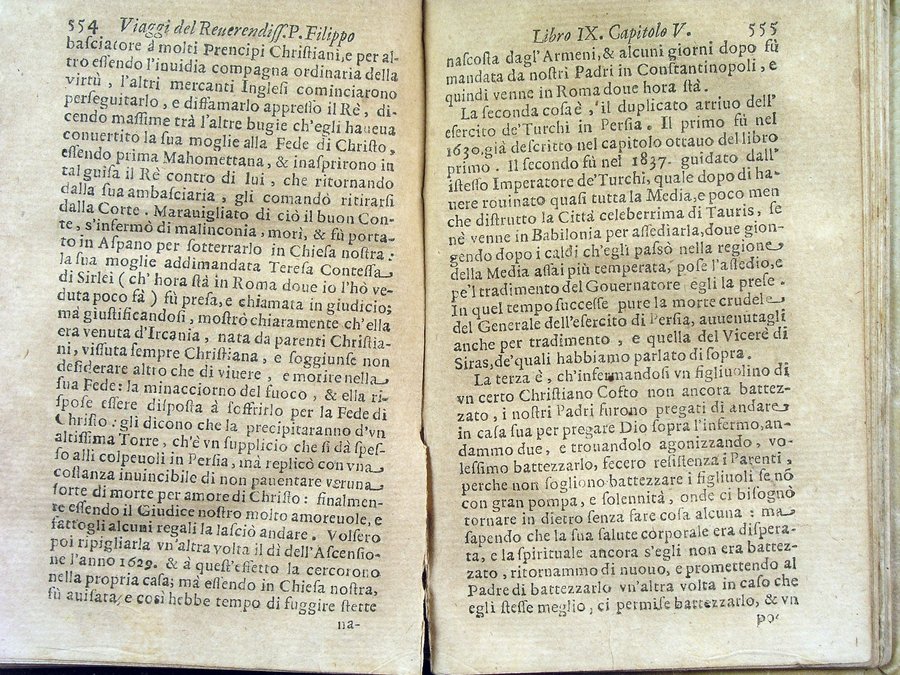 554 Viaggi del Reuerendiss. P. Filippo
basciatore à molti Prencipi Christiani, e per al-
tro essendo l'inuidia compagna ordinaria della
virtù, l'altri mercanti Inglesi cominciarono
perseguitarlo, e diffamarlo appresso il Rè, di-
cendo massime trà l'altre bugie ch'egli haueua
conuertito la sua moglie alla Fede di Christo,
essendo prima Mahomettana, & inasprirono in
tal guisa il Rè contro di lui, che ritornando
dalla sua ambasciaria, gli comandò ritirarsi
dalla Corte. Marauigliato di ciò il buon Con-
te, s'infermò di malinconia, morì, & fù porta-
to in Aspano per sotterrarlo in Chiesa nostra:
la sua moglie addimandata Teresa Contessa
di Sirlei (ch'hora stà in Roma doue io l'hò ve-
duta poco fà) fù presa, e chiamata in giudicio;
mà giustificandosi, mostrò chiaramente ch'ella
era venuta d'Ircania, nata da parenti Christia-
ni, vissuta sempre Christiana, e soggiunse non
desiderare altro che di viuere, e morire nella
sua Fede: la minacciorno del fuoco, & ella ri-
spose essere disposta à soffrirlo per la Fede di
Christo: gli dicono che la precipitaranno d'vn
altissima Torre, ch'è vn supplicio che si dà spes-
so alli colpeuoli in Persia, mà replicò con vna
costanza inuincibile di non pauentare veruna
sorte di morte per amore di Christo: finalmen-
te essendo il Giudice nostro molto amoreuole, e
fattogli alcuni regali la lasciò andare. Volsero
poi ripigliarla vn'altra volta il dì dell'Ascensio-
ne l'anno 1629. & à quest'effetto la cercorono
nella propria casa; mà essendo in Chiesa nostra,
fù auisata, e così hebbe tempo di fuggire stette
na-
Libro IX. Capitolo V. 555
nascosta dagl'Armeni, & alcuni giorni dopo fù
mandata da nostri Padri in Constantinopoli, e
quindi venne in Roma doue hora stà.
La seconda cosa è, il duplicato arriuo dell'
esercito de'Turchi in Persia. Il primo fù nel
1630. già descritto nel capitolo ottauo del libro
primo. Il secondo fù nel 1837. guidato dall'
istesso Imperatore de'Turchi, quale dopo di ha-
uere rouinato quasi tutta la Media, e poco men
che distrutto la Città celeberrima di Tauris, se
nè venne in Babilonia per assediarla, doue gion-
gendo dopo i caldi ch'egli passò nella regione
della Media assai più temperata, pose l'assedio, e
pe'l tradimento del Gouernatore egli la prese.
In quel tempo successe pure la morte crudele
del Generale dell'esercito di Persia, auuenutagli
anche per tradimento, e quella del Vicerè di
Siras, de'quali habbiamo parlato di sopra.
La terza è, ch'infermandosi vn figliuolino di
vn certo Christiano Cofto non ancora battez-
zato, i nostri Padri furono pregati di andare
in casa sua per pregare Dio sopra l'infermo, an-
dammo due, e trouandolo agonizzando, vo-
lessimo battezzarlo, fecero resistenza i Parenti,
perche non sogliono battezzare i figliuoli se nõ
con gran pompa, e solennità, onde ci bisognò
tornare in dietro senza fare cosa alcuna: ma
sapendo che la sua salute corporale era dispera-
ta, e la spirituale ancora s'egli non era battez-
zato, ritornammo di nuouo, e promettendo al
Padre di battezzarlo vn'altra volta in caso che
egli stesse meglio, ci permise battezzarlo, & vn
po-